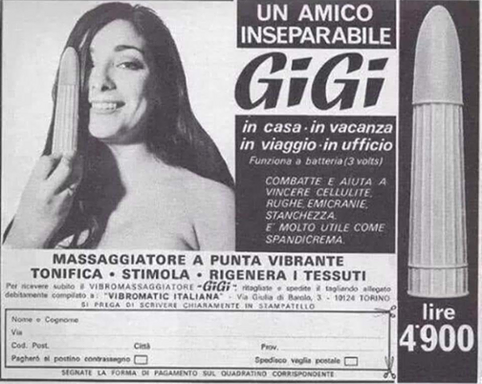 UN AMICO
INSEPARABILE
GiGi
in casa · in vacanza
in viaggio · in ufficio
Funziona a batteria (3 volts)
COMBATTE E AIUTA A
VINCERE CELLULITE,
RUGHE, EMICRANIE,
STANCHEZZA.
E' MOLTO UTILE COME
SPANDICREMA.
MASSAGGIATORE A PUNTA VIBRANTE
TONIFICA · STIMOLA · RIGENERA I TESSUTI
Per ricevere subito il VIBROMASSAGGIATORE "GiGi", ritagliate e spedite il tagliando allegato
debitamente compilato a: "VIBROMATIC ITALIANA" - Via Giulia di Barolo, 3 - 10124 TORINO
SI PREGA DI SCRIVERE CHIARAMENTE IN STAMPATELLO
lire
4'900
Nome e Cognome
Via
Cod. Post. Città Prov.
Pagherò al postino contrassegno Spedisco vaglia postale
SEGNATE LA FORMA DI PAGAMENTO SUL QUADRATINO CORRISPONDENTE